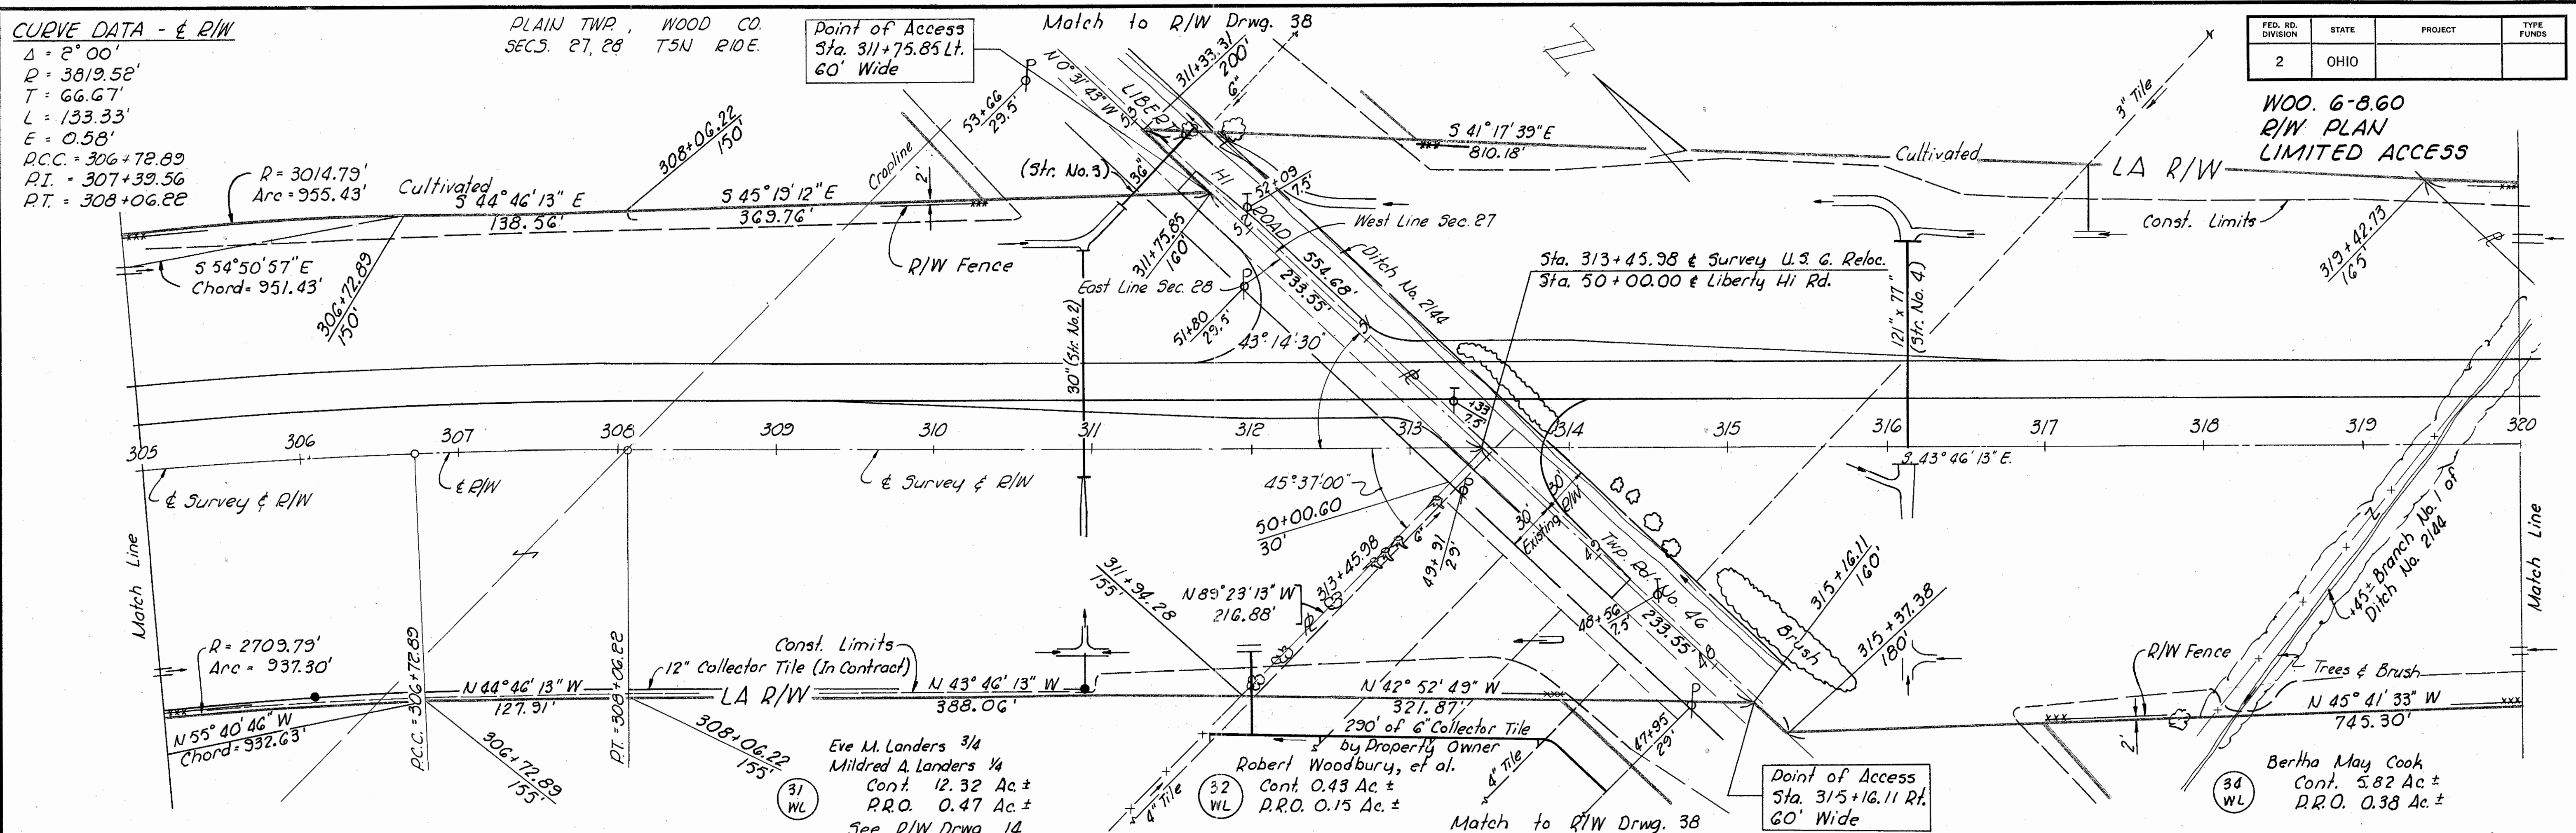 CURVE DATA - ℄ R/W
Δ = 2° 00'
R = 3819.52'
T = 66.67'
L = 133.33'
E = 0.58'
P.C.C. = 306+72.89
P.I. = 307+39.56
P.T. = 308+06.22
PLAIN TWP., WOOD CO.
SECS. 27, 28 T5N R10E.
Point of Access
Sta. 311+75.85 Lt.
60' Wide
Match to R/W Drwg. 38
FED. RD. DIVISION
STATE
PROJECT
TYPE FUNDS
2
OHIO
WOO. 6-8.60
R/W PLAN
LIMITED ACCESS
R = 3014.79'
Arc = 955.43'
Cultivated
S 44° 46' 13" E
138.56'
308+06.22
150'
S 45° 19' 12" E
369.76'
Cropline
2'
53+66
29.5'
(Str. No. 3)
36"
N 0° 31' 43" W
LIBERTY
HI
ROAD
53
52
51
311+33.31
200'
6"
S 41° 17' 39" E
810.18'
Cultivated
3" Tile
LA R/W
Const. Limits
319+42.73
165'
S 54° 50' 57" E
Chord = 951.43'
306+72.89
150'
R/W Fence
311+75.85
160'
52+09
7.5'
West Line Sec. 27
East Line Sec. 28
51+80
29.5'
554.68'
233.55'
Ditch No. 2144
43° 14' 30"
30" (Str. No. 2)
Sta. 313+45.98 ℄ Survey U.S. 6. Reloc.
Sta. 50+00.00 ℄ Liberty Hi Rd.
121" x 77"
(Str. No. 4)
+33
7.5'
305
306
307
308
309
310
311
312
313
314
315
316
317
318
319
320
S. 43° 46' 13" E.
℄ Survey & R/W
℄ R/W
℄ Survey & R/W
45° 37' 00"
50+00.60
30'
313+45.98
6"
49+91
29'
30'
30'
Existing R/W
49
48
Twp. Rd. No. 46
233.55'
48+56
7.5'
315+16.11
160'
315+37.38
180'
Brush
+45± Branch No. 1 of
Ditch No. 2144
Match Line
Match Line
N 89° 23' 13" W
216.88'
311+94.28
155'
R = 2709.79'
Arc = 937.30'
P.C.C. = 306+72.89
P.T. = 308+06.22
Const. Limits
12" Collector Tile (In Contract)
N 44° 46' 13" W
127.91'
LA R/W
N 43° 46' 13" W
388.06'
N 42° 52' 49" W
321.87'
R/W Fence
Trees & Brush
N 45° 41' 33" W
745.30'
2'
N 55° 40' 46" W
Chord = 932.63'
306+72.89
155'
308+06.22
155'
290' of 6" Collector Tile
by Property Owner
47+95
29'
4" Tile
4" Tile
31
WL
Eve M. Landers 3/4
Mildred A. Landers 1/4
Cont. 12.32 Ac. ±
P.R.O. 0.47 Ac. ±
See R/W Drwg. 14
32
WL
Robert Woodbury, et al.
Cont. 0.43 Ac. ±
P.R.O. 0.15 Ac. ±
Match to R/W Drwg. 38
Point of Access
Sta. 315+16.11 Rt.
60' Wide
34
WL
Bertha May Cook
Cont. 5.82 Ac. ±
P.R.O. 0.38 Ac. ±